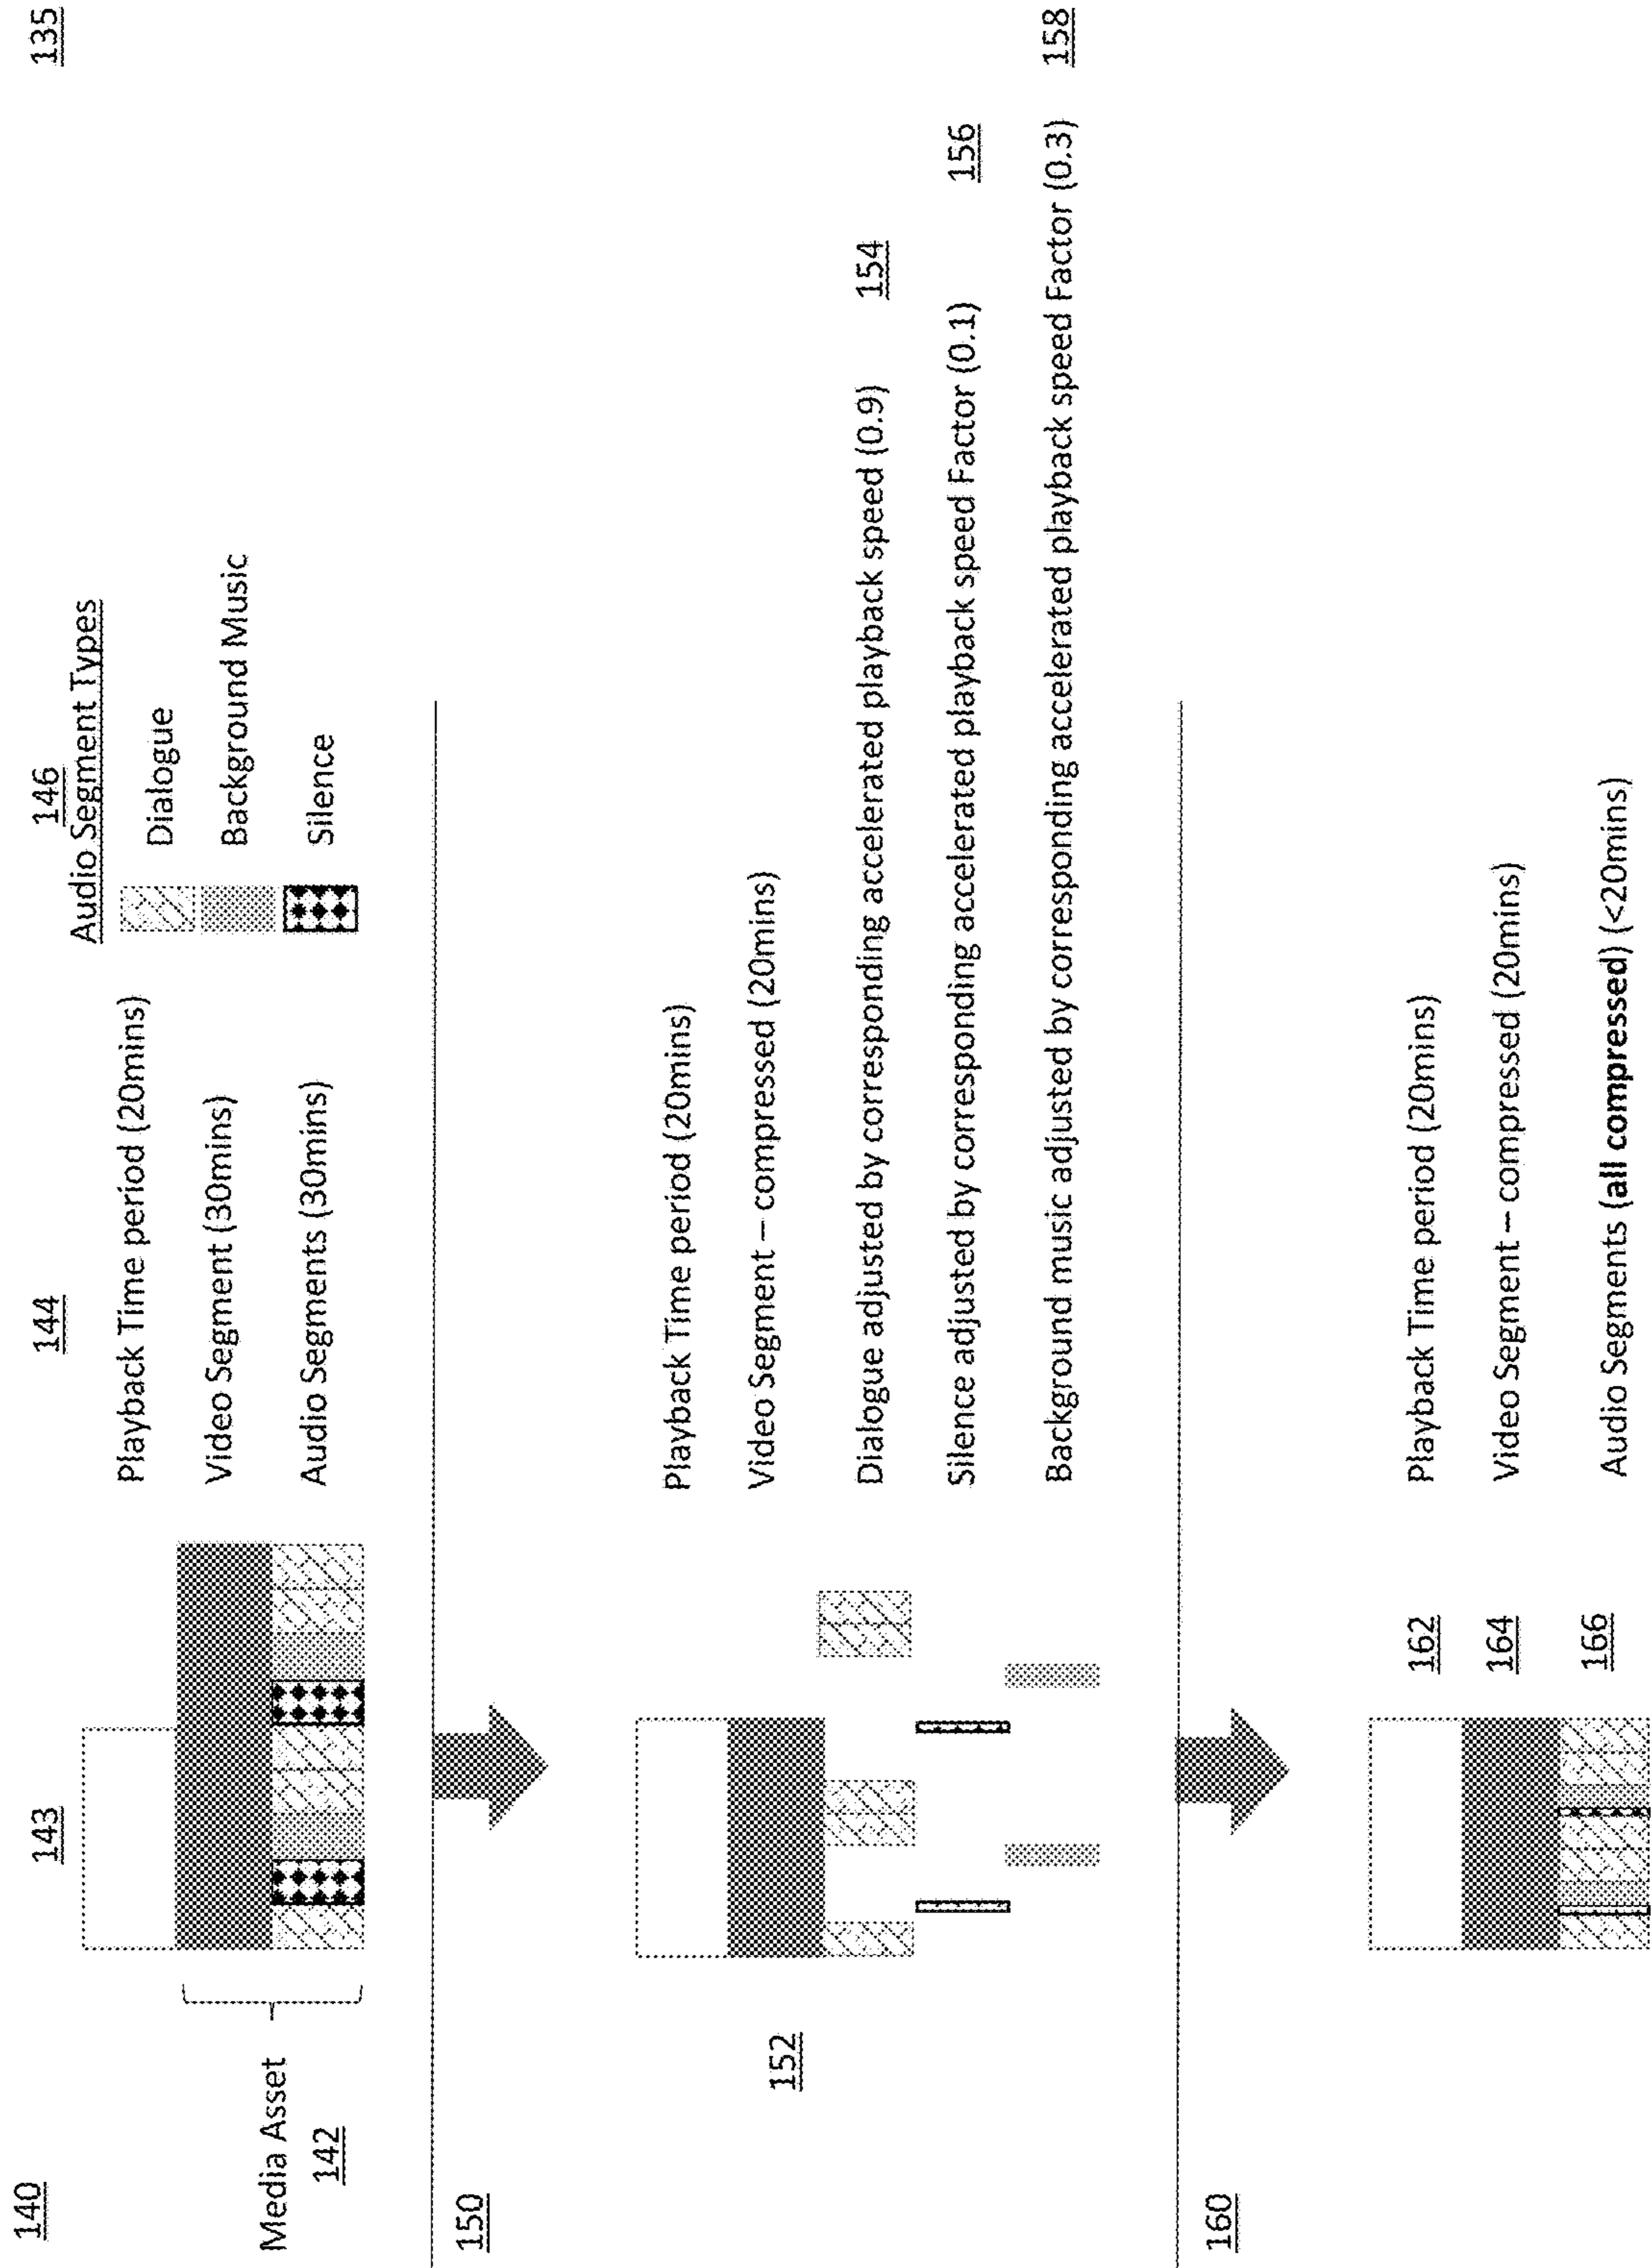 135
140
143
144
146
Audio Segment Types
Playback Time period (20mins)
Dialogue
Video Segment (30mins)
Background Music
Audio Segments (30mins)
Silence
Media Asset
142
150
Playback Time period (20mins)
152
Video Segment – compressed (20mins)
Dialogue adjusted by corresponding accelerated playback speed (0.9)
154
Silence adjusted by corresponding accelerated playback speed Factor (0.1)
156
Background music adjusted by corresponding accelerated playback speed Factor (0.3)
158
160
162
Playback Time period (20mins)
164
Video Segment – compressed (20mins)
166
Audio Segments (all compressed) (<20mins)